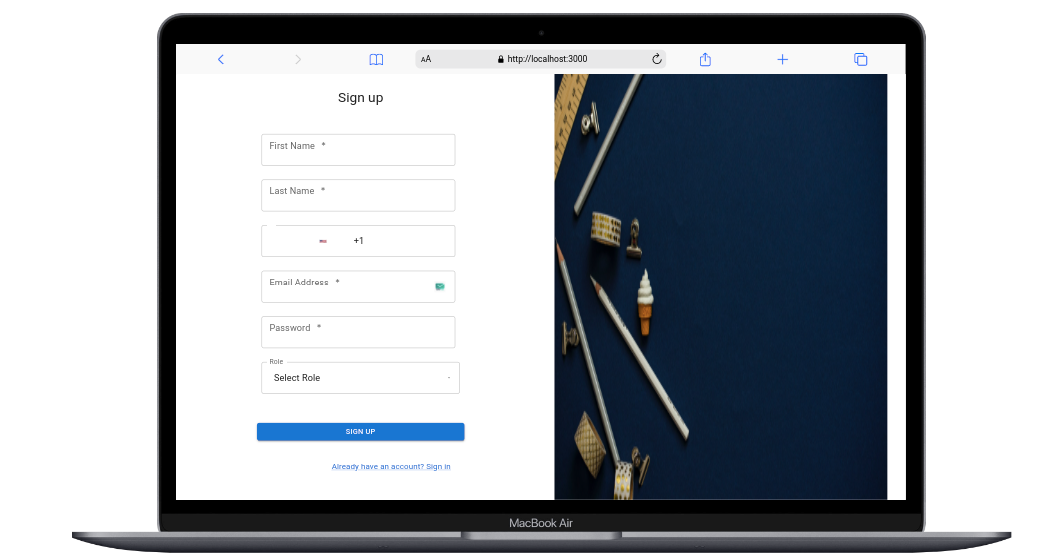 AA
http://localhost:3000
Sign up
First Name *
Last Name *
+1
Email Address *
Password *
Role
Select Role
SIGN UP
Already have an account? Sign in
MacBook Air